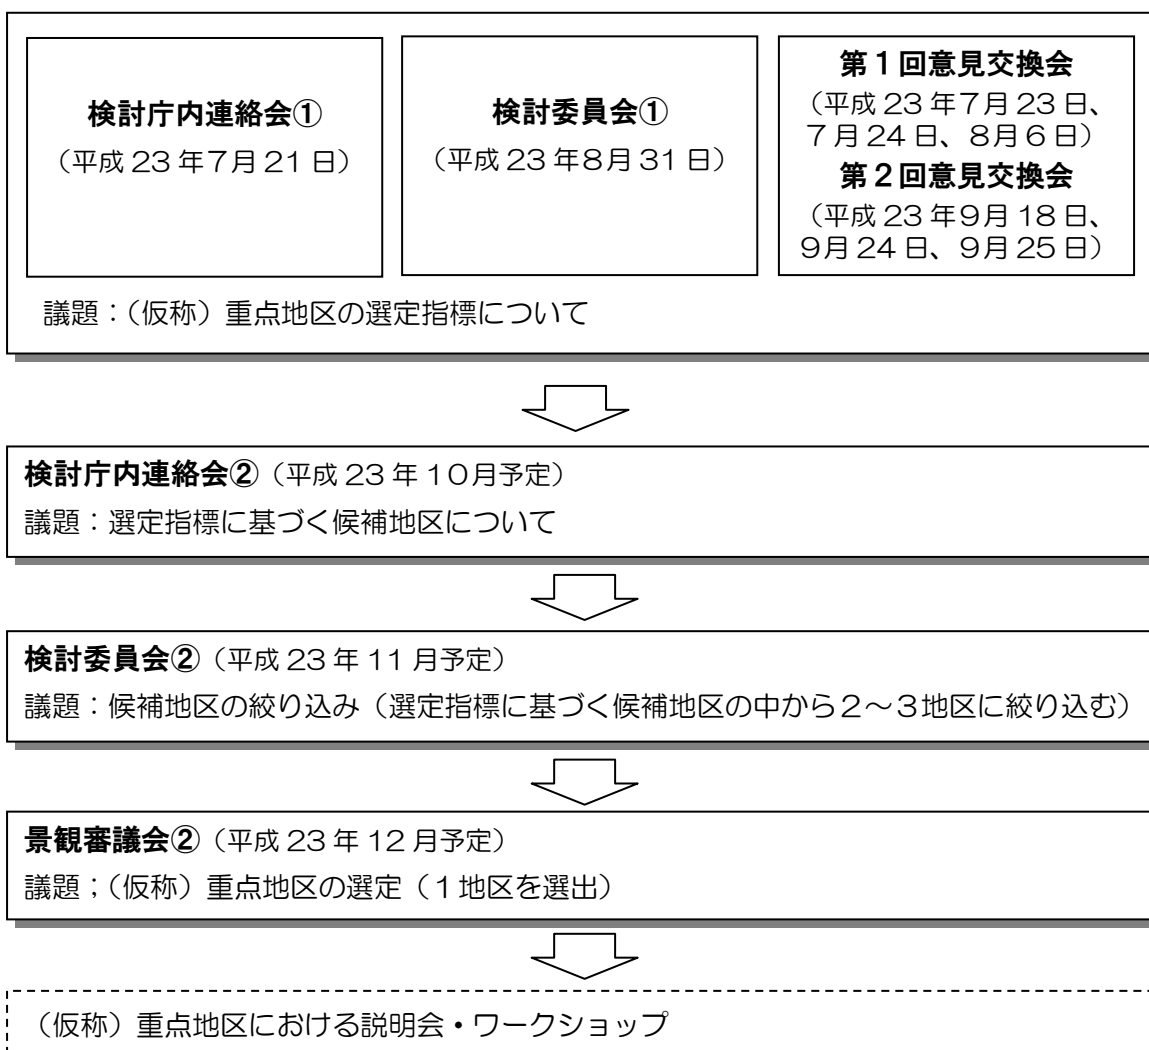 検討庁内連絡会①
（平成 23 年７月 21 日）
検討委員会①
（平成 23 年８月 31 日）
第１回意見交換会
（平成 23 年７月 23 日、
７月 24 日、８月６日）
第２回意見交換会
（平成 23 年９月 18 日、
９月 24 日、９月 25 日）
議題：（仮称）重点地区の選定指標について
検討庁内連絡会②（平成 23 年 １０月予定）
議題：選定指標に基づく候補地区について
検討委員会②（平成 23 年 11 月予定）
議題：候補地区の絞り込み（選定指標に基づく候補地区の中から２～３地区に絞り込む）
景観審議会②（平成 23 年 12 月予定）
議題；（仮称）重点地区の選定（１地区を選出）
（仮称）重点地区における説明会・ワークショップ